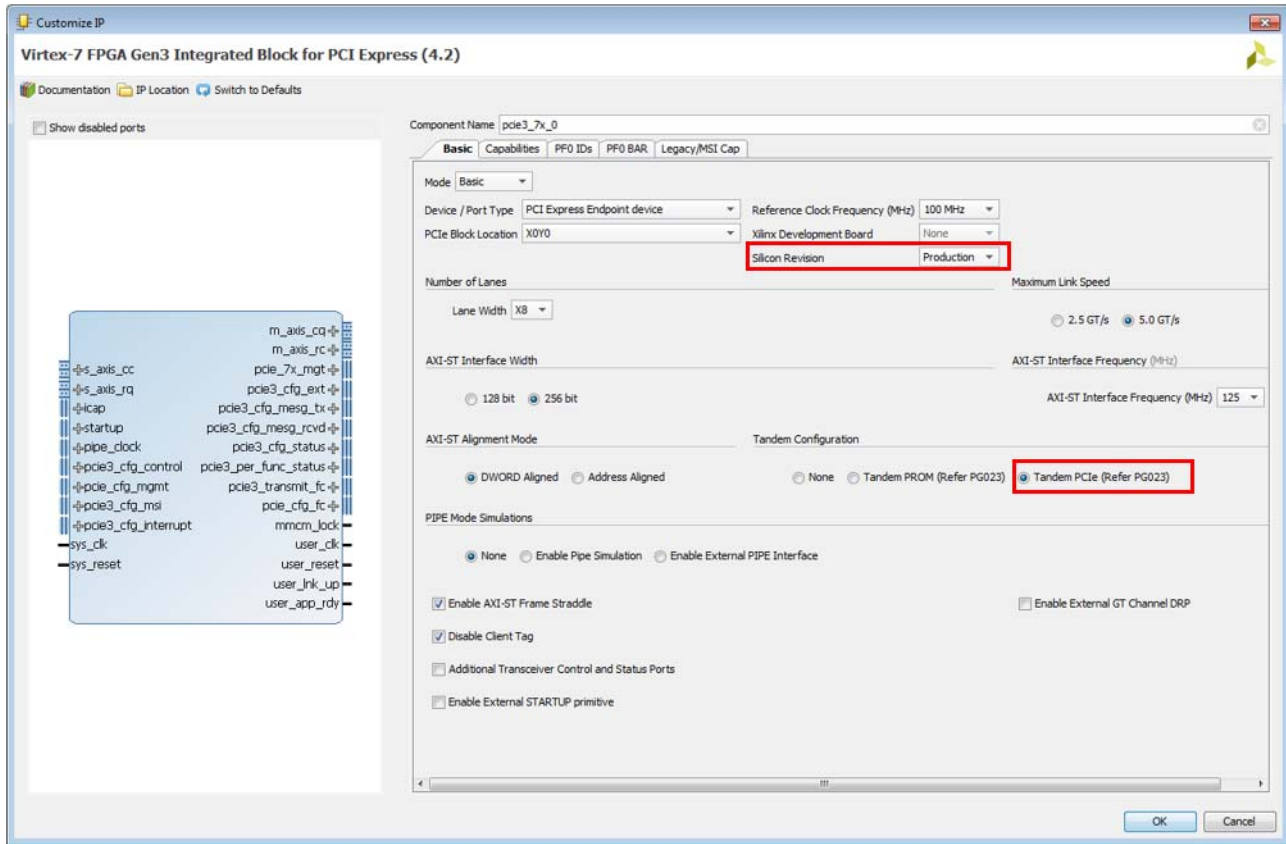 Customize IP
Virtex-7 FPGA Gen3 Integrated Block for PCI Express (4.2)
Documentation IP Location Switch to Defaults
Show disabled ports
Component Name pcie3_7x_0
Basic Capabilities PF0 IDs PF0 BAR Legacy/MSI Cap
Mode Basic
Device / Port Type PCI Express Endpoint device Reference Clock Frequency (MHz) 100 MHz
PCIe Block Location X0Y0 Xilinx Development Board None
Silicon Revision Production
Number of Lanes Maximum Link Speed
Lane Width X8 2.5 GT/s 5.0 GT/s
AXI-ST Interface Width AXI-ST Interface Frequency (MHz)
128 bit 256 bit AXI-ST Interface Frequency (MHz) 125
AXI-ST Alignment Mode Tandem Configuration
DWORD Aligned Address Aligned None Tandem PROM (Refer PG023) Tandem PCIe (Refer PG023)
PIPE Mode Simulations
None Enable Pipe Simulation Enable External PIPE Interface
Enable AXI-ST Frame Straddle Enable External GT Channel DRP
Disable Client Tag
Additional Transceiver Control and Status Ports
Enable External STARTUP primitive
m_axis_cq
m_axis_rc
s_axis_cc pcie_7x_mgt
s_axis_rq pcie3_cfg_ext
icap pcie3_cfg_mesg_tx
startup pcie3_cfg_mesg_rcvd
pipe_clock pcie3_cfg_status
pcie3_cfg_control pcie3_per_func_status
pcie_cfg_mgmt pcie3_transmit_fc
pcie3_cfg_msi pcie_cfg_fc
pcie3_cfg_interrupt mmcm_lock
sys_clk user_clk
sys_reset user_reset
user_lnk_up
user_app_rdy
OK Cancel